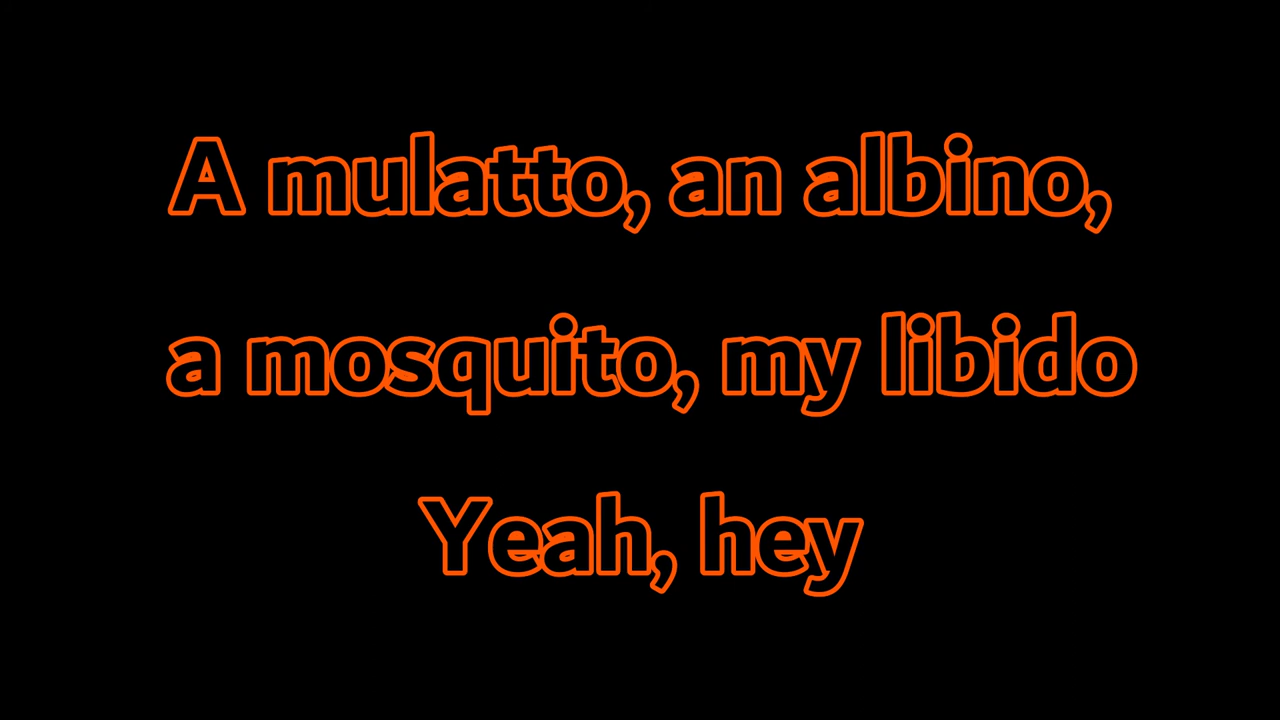 A mulatto, an albino,
a mosquito, my libido
Yeah, hey